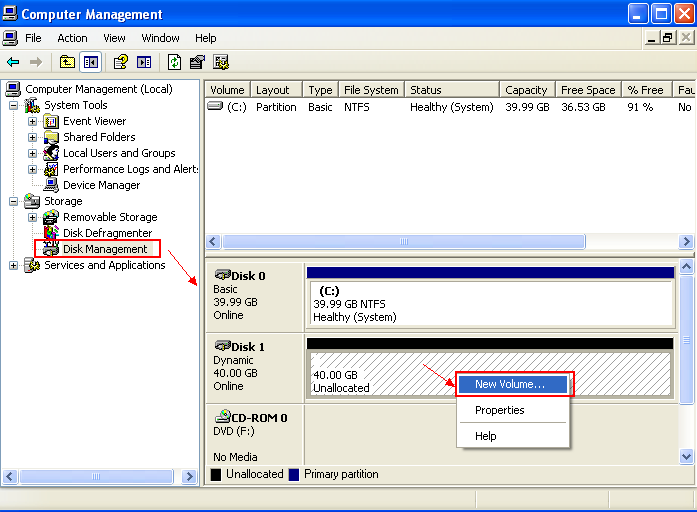 Computer Management
File Action View Window Help
Computer Management (Local)
System Tools
Event Viewer
Shared Folders
Local Users and Groups
Performance Logs and Alert:
Device Manager
Storage
Removable Storage
Disk Defragmenter
Disk Management
Services and Applications
Volume Layout Type File System Status Capacity Free Space % Free Fau
(C:) Partition Basic NTFS Healthy (System) 39.99 GB 36.53 GB 91 % No
Disk 0
Basic
39.99 GB
Online
(C:)
39.99 GB NTFS
Healthy (System)
Disk 1
Dynamic
40.00 GB
Online
40.00 GB
Unallocated
New Volume...
Properties
Help
CD-ROM 0
DVD (F:)
No Media
Unallocated Primary partition